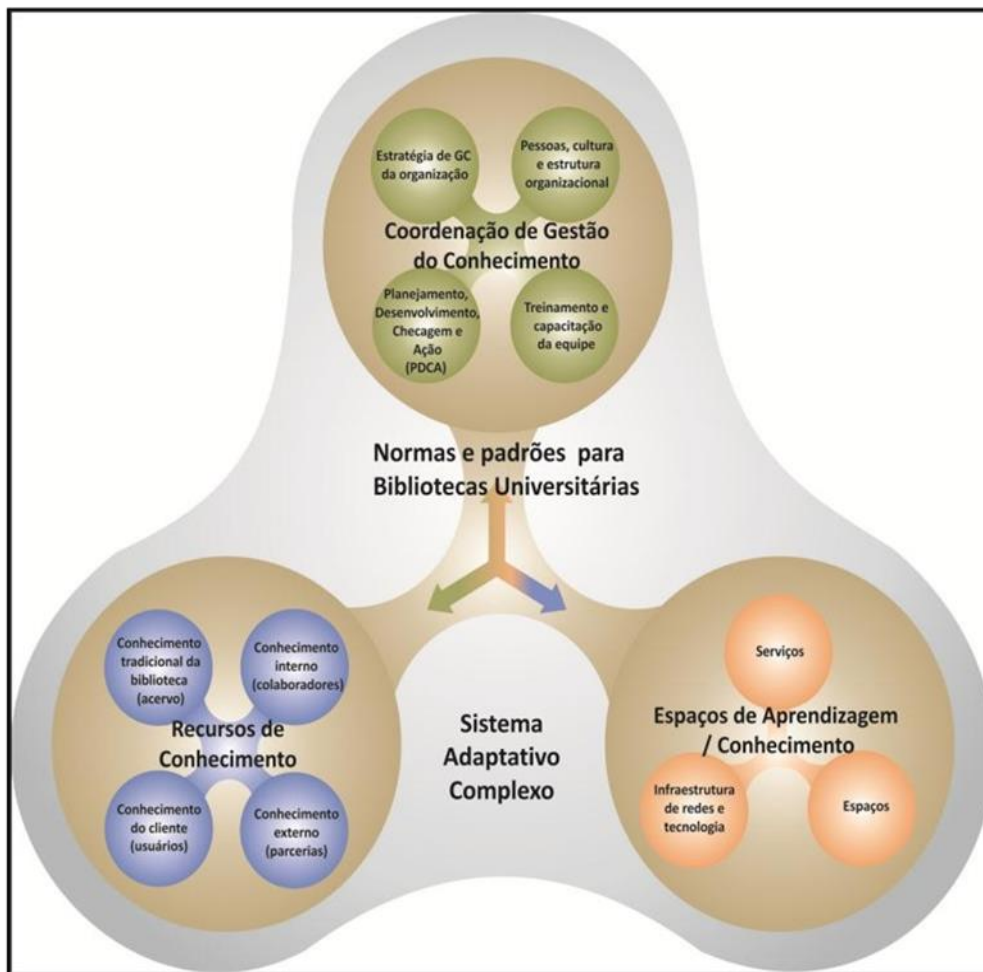 Estratégia de GC
da organização
Pessoas, cultura
e estrutura
organizacional
Coordenação de Gestão
do Conhecimento
Planejamento,
Desenvolvimento,
Checagem e
Ação
(PDCA)
Treinamento e
capacitação
da equipe
Normas e padrões para
Bibliotecas Universitárias
Conhecimento
tradicional da
biblioteca
(acervo)
Conhecimento
interno
(colaboradores)
Recursos de
Conhecimento
Conhecimento
do cliente
(usuários)
Conhecimento
externo
(parcerias)
Sistema
Adaptativo
Complexo
Serviços
Espaços de Aprendizagem
/ Conhecimento
Infraestrutura
de redes e
tecnologia
Espaços